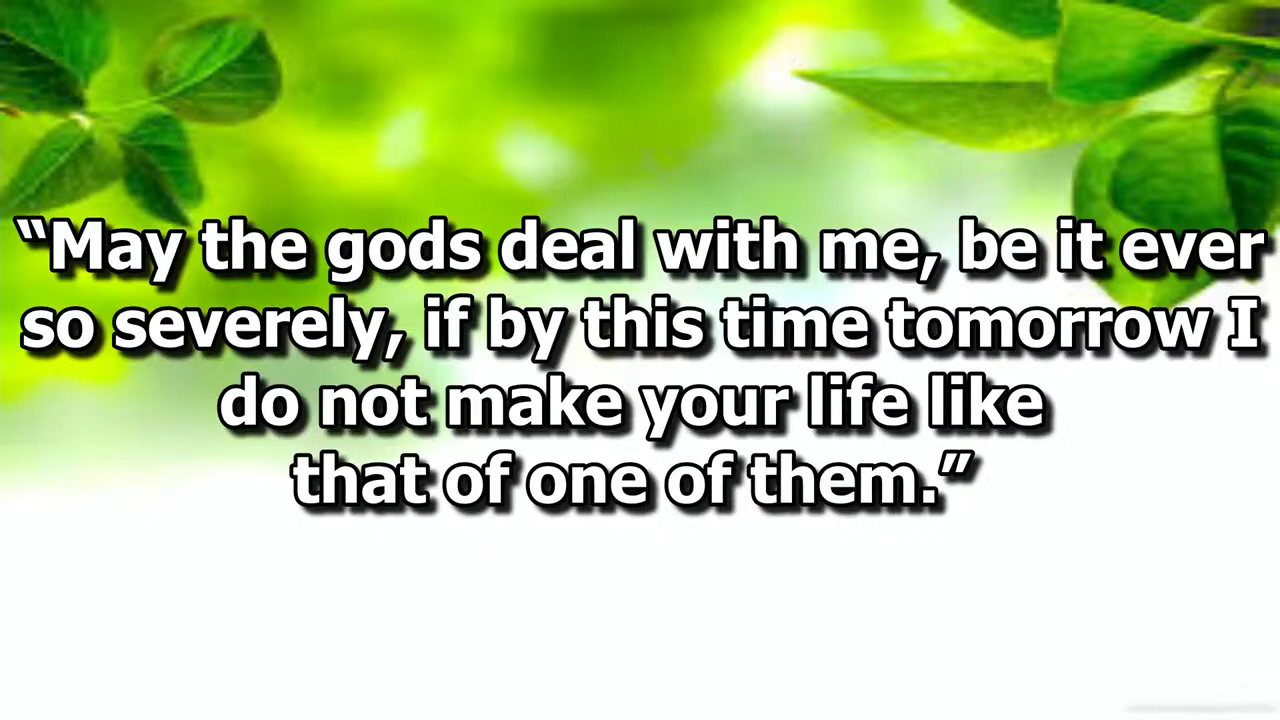 “May the gods deal with me, be it ever
so severely, if by this time tomorrow I
do not make your life like
that of one of them.”